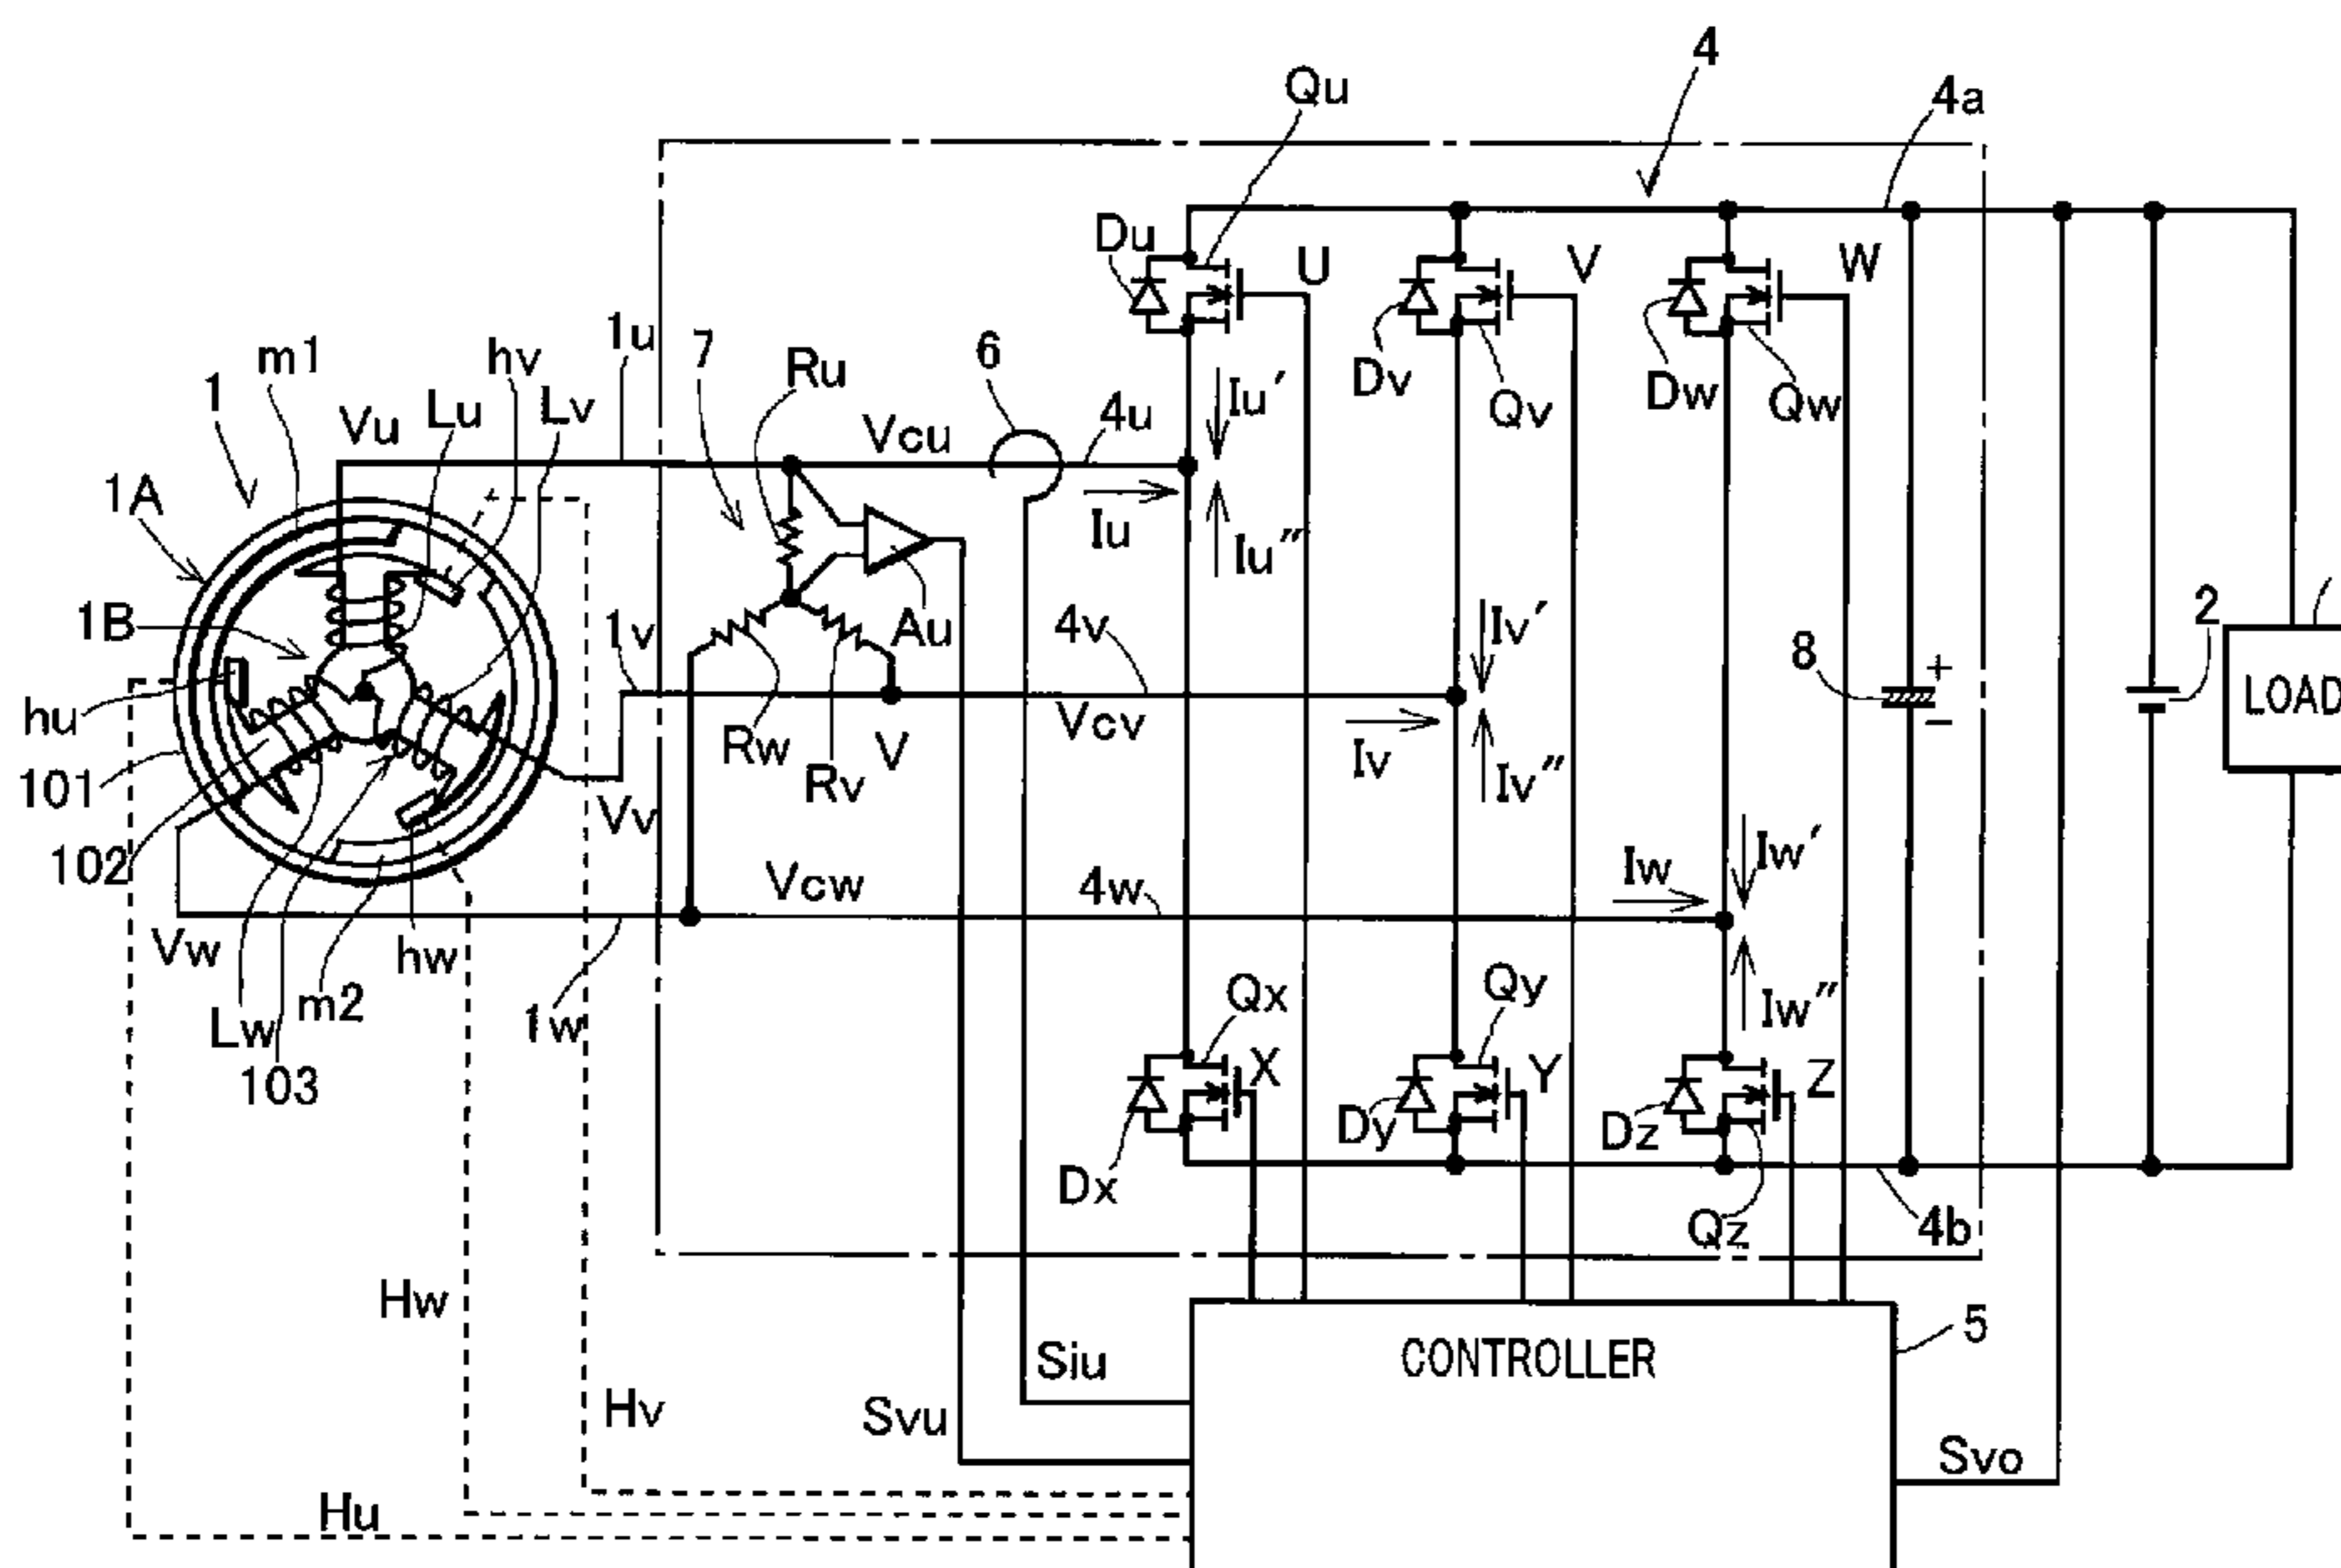 4
Qu
4a
Du
U
V
W
1u
m1
hv
7
Ru
6
Dv
Qv
Dw
Qw
1
Vu
Lu
Lv
Vcu
4u
Iu′
1A
Iu
Iu″
1B
1v
Au
4v
Iv′
8
+
−
2
LOAD
hu
Rw
V
Rv
Vcv
Iv
Iv″
101
Vv
102
Vcw
4w
Iw
Iw′
Vw
hw
m2
Lw
1w
103
Qx
Qy
Iw″
X
Y
Z
Dx
Dy
Dz
Qz
4b
Hw
Siu
CONTROLLER
5
Hv
Svu
Svo
Hu